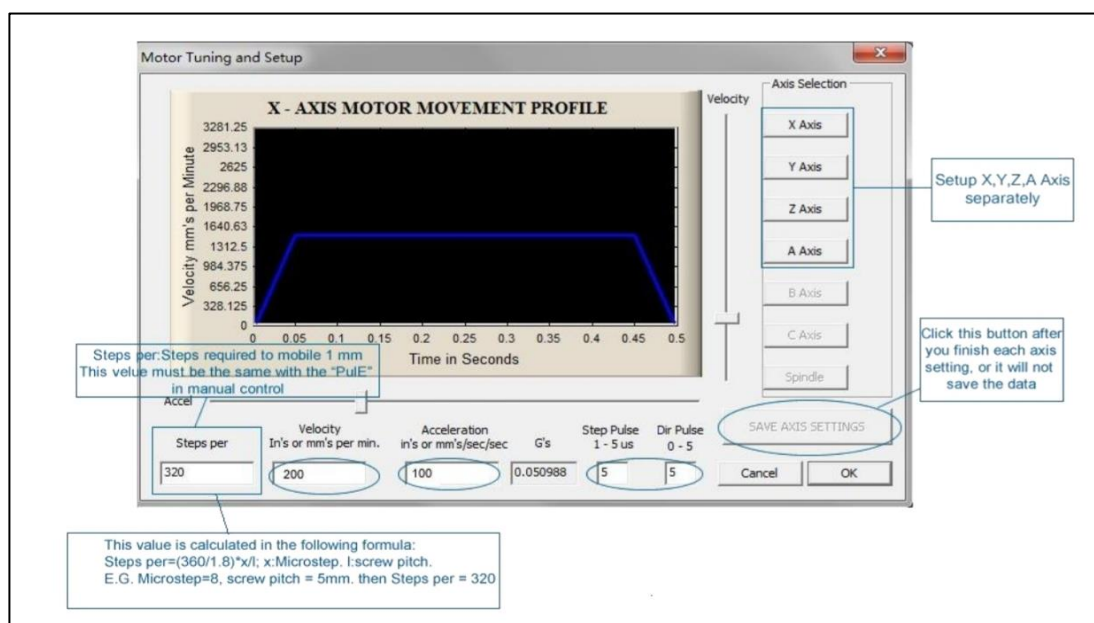 Motor Tuning and Setup
X - AXIS MOTOR MOVEMENT PROFILE
Velocity mm's per Minute
3281.25
2953.13
2625
2296.88
1968.75
1640.63
1312.5
984.375
656.25
328.125
0
0 0.05 0.1 0.15 0.2 0.25 0.3 0.35 0.4 0.45 0.5
Time in Seconds
Velocity
Axis Selection
X Axis
Y Axis
Z Axis
A Axis
B Axis
C Axis
Spindle
Setup X,Y,Z,A Axis
separately
Click this button after
you finish each axis
setting, or it will not
save the data
Steps per:Steps required to mobile 1 mm
This velue must be the same with the “PulE”
in manual control
Accel
Steps per
320
Velocity
In's or mm's per min.
200
Acceleration
in's or mm's/sec/sec
100
G's
0.050988
Step Pulse
1 - 5 us
5
Dir Pulse
0 - 5
5
SAVE AXIS SETTINGS
Cancel
OK
This value is calculated in the following formula:
Steps per=(360/1.8)*x/l; x:Microstep. l:screw pitch.
E.G. Microstep=8, screw pitch = 5mm. then Steps per = 320